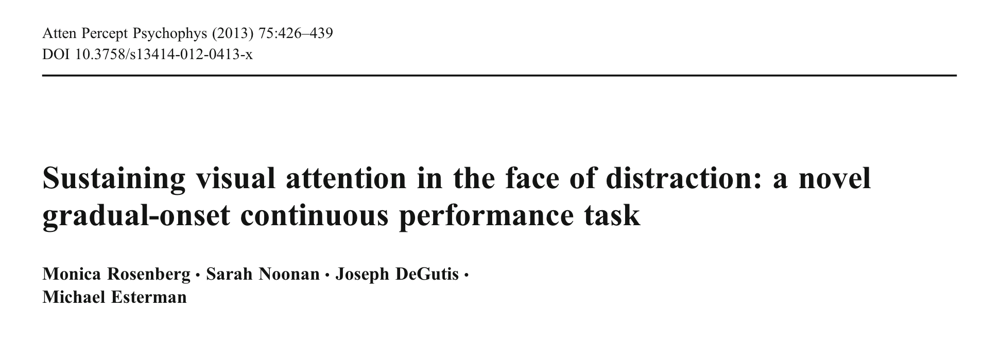 Atten Percept Psychophys (2013) 75:426–439
DOI 10.3758/s13414-012-0413-x
Sustaining visual attention in the face of distraction: a novel
gradual-onset continuous performance task
Monica Rosenberg · Sarah Noonan · Joseph DeGutis ·
Michael Esterman